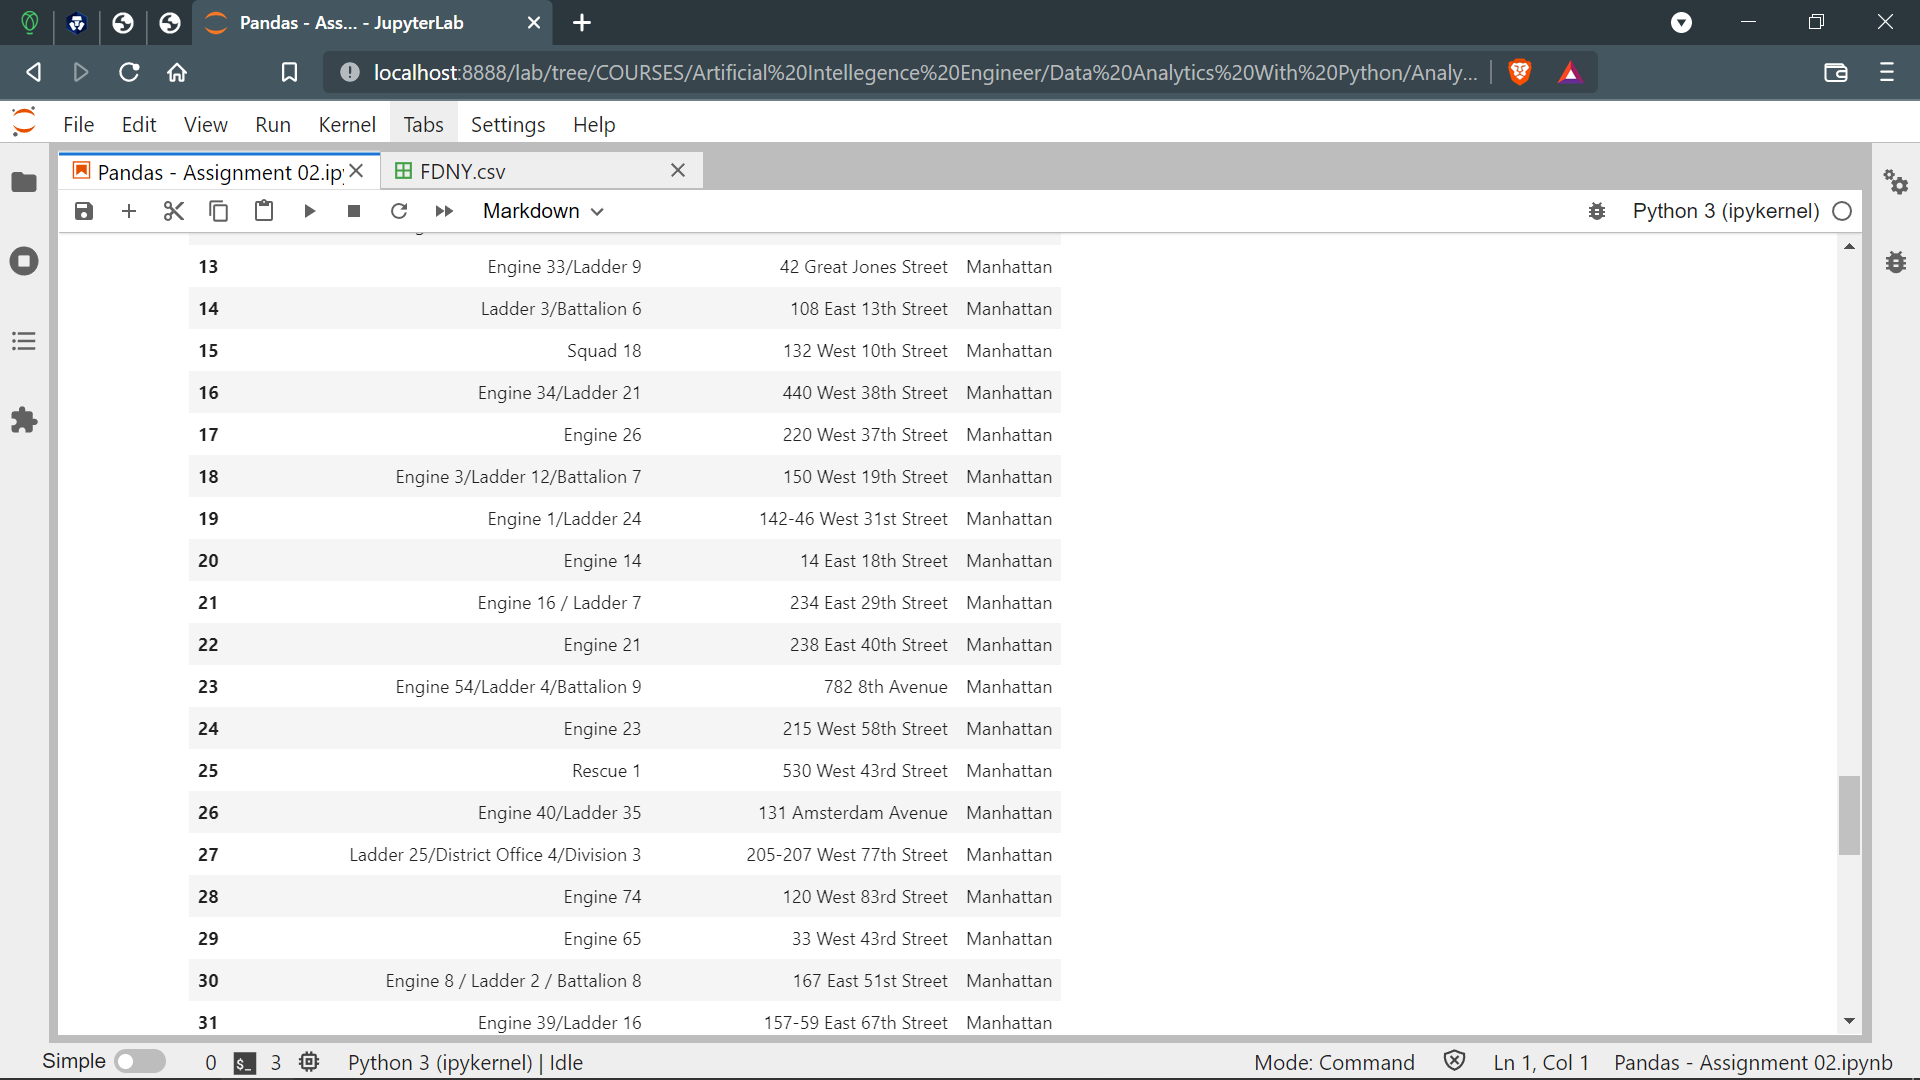 Pandas - Ass... - JupyterLab
localhost:8888/lab/tree/COURSES/Artificial%20Intellegence%20Engineer/Data%20Analytics%20With%20Python/Analy...
File Edit View Run Kernel Tabs Settings Help
Pandas - Assignment 02.ip
FDNY.csv
Markdown
Python 3 (ipykernel)
13 Engine 33/Ladder 9 42 Great Jones Street Manhattan
14 Ladder 3/Battalion 6 108 East 13th Street Manhattan
15 Squad 18 132 West 10th Street Manhattan
16 Engine 34/Ladder 21 440 West 38th Street Manhattan
17 Engine 26 220 West 37th Street Manhattan
18 Engine 3/Ladder 12/Battalion 7 150 West 19th Street Manhattan
19 Engine 1/Ladder 24 142-46 West 31st Street Manhattan
20 Engine 14 14 East 18th Street Manhattan
21 Engine 16 / Ladder 7 234 East 29th Street Manhattan
22 Engine 21 238 East 40th Street Manhattan
23 Engine 54/Ladder 4/Battalion 9 782 8th Avenue Manhattan
24 Engine 23 215 West 58th Street Manhattan
25 Rescue 1 530 West 43rd Street Manhattan
26 Engine 40/Ladder 35 131 Amsterdam Avenue Manhattan
27 Ladder 25/District Office 4/Division 3 205-207 West 77th Street Manhattan
28 Engine 74 120 West 83rd Street Manhattan
29 Engine 65 33 West 43rd Street Manhattan
30 Engine 8 / Ladder 2 / Battalion 8 167 East 51st Street Manhattan
31 Engine 39/Ladder 16 157-59 East 67th Street Manhattan
Simple 0 $_ 3 Python 3 (ipykernel) | Idle Mode: Command Ln 1, Col 1 Pandas - Assignment 02.ipynb